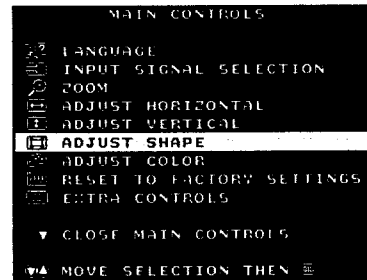 MAIN CONTROLS
LANGUAGE
INPUT SIGNAL SELECTION
ZOOM
ADJUST HORIZONTAL
ADJUST VERTICAL
ADJUST SHAPE
ADJUST COLOR
RESET TO FACTORY SETTINGS
EXTRA CONTROLS
CLOSE MAIN CONTROLS
MOVE SELECTION THEN